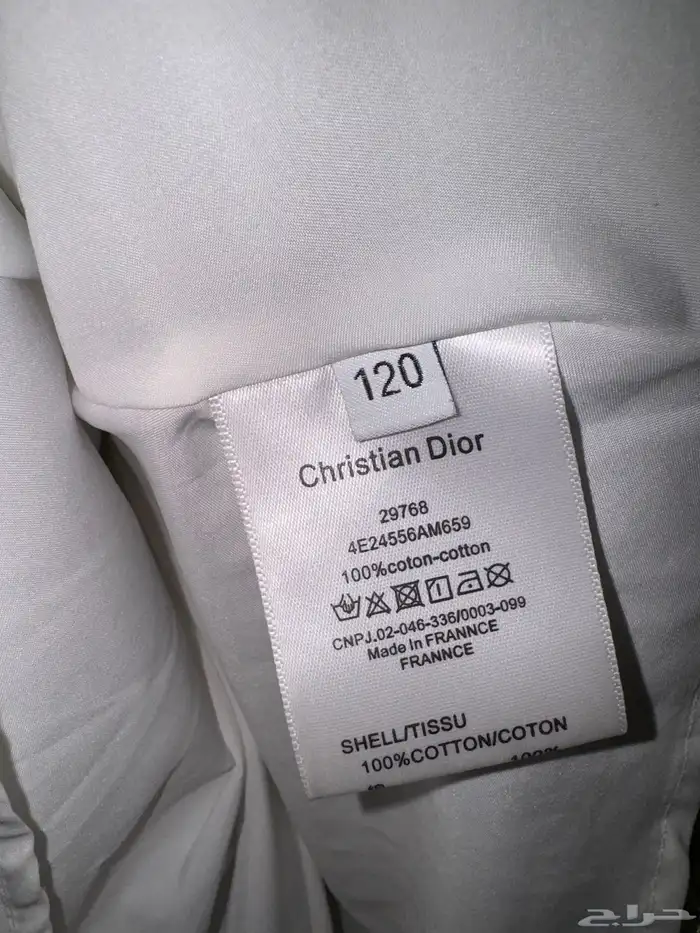 120
Christian Dior
29768
4E24556AM659
100%coton-cotton
CNPJ.02-046-336/0003-099
Made In FRANNCE
FRANNCE
SHELL/TISSU
100%COTTON/COTON
حراج